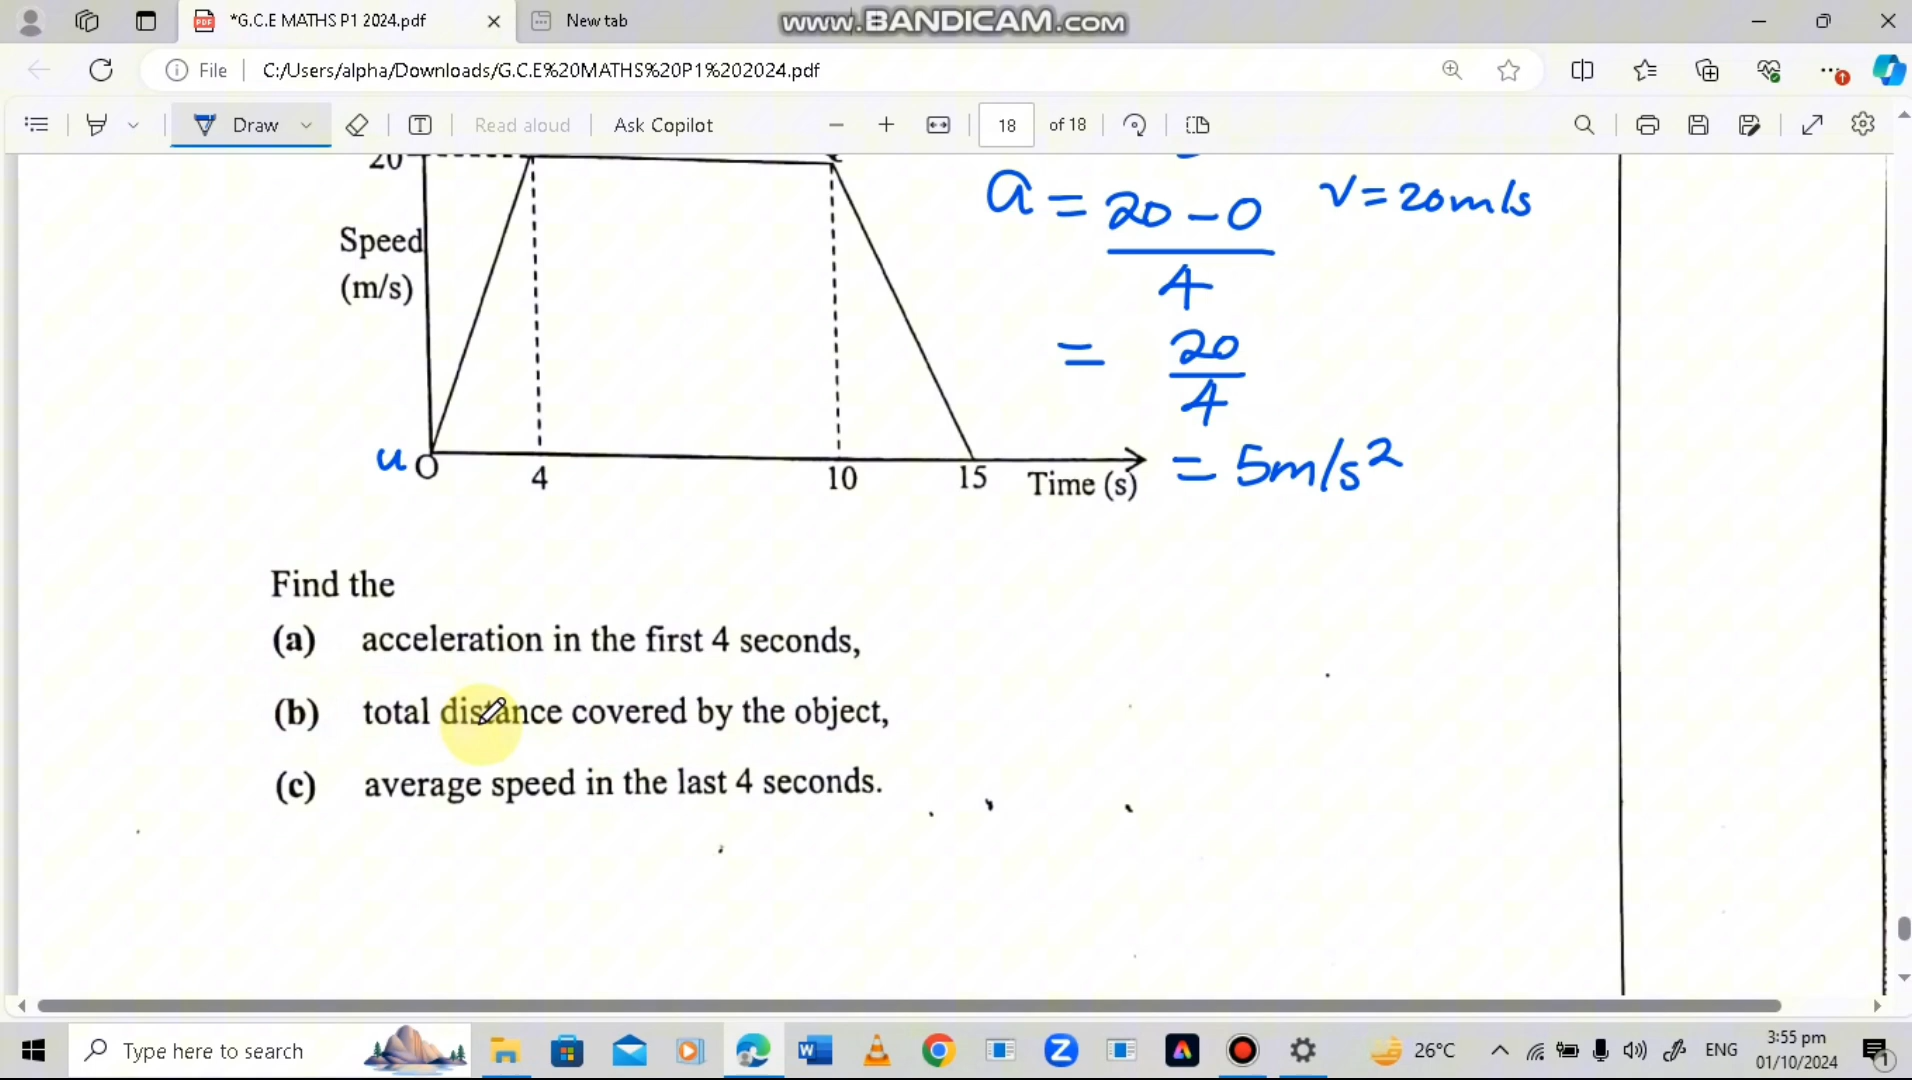 *G.C.E MATHS P1 2024.pdf
New tab
www.BANDICAM.com
File
C:/Users/alpha/Downloads/G.C.E%20MATHS%20P1%202024.pdf
Draw
Read aloud
Ask Copilot
18
of 18
20
Speed
(m/s)
u
O
4
10
15
Time (s)
a = 20 - 0
4
v = 20m/s
= 20
4
= 5m/s²
Find the
(a) acceleration in the first 4 seconds,
(b) total distance covered by the object,
(c) average speed in the last 4 seconds.
Type here to search
26°C
ENG
3:55 pm
01/10/2024
1